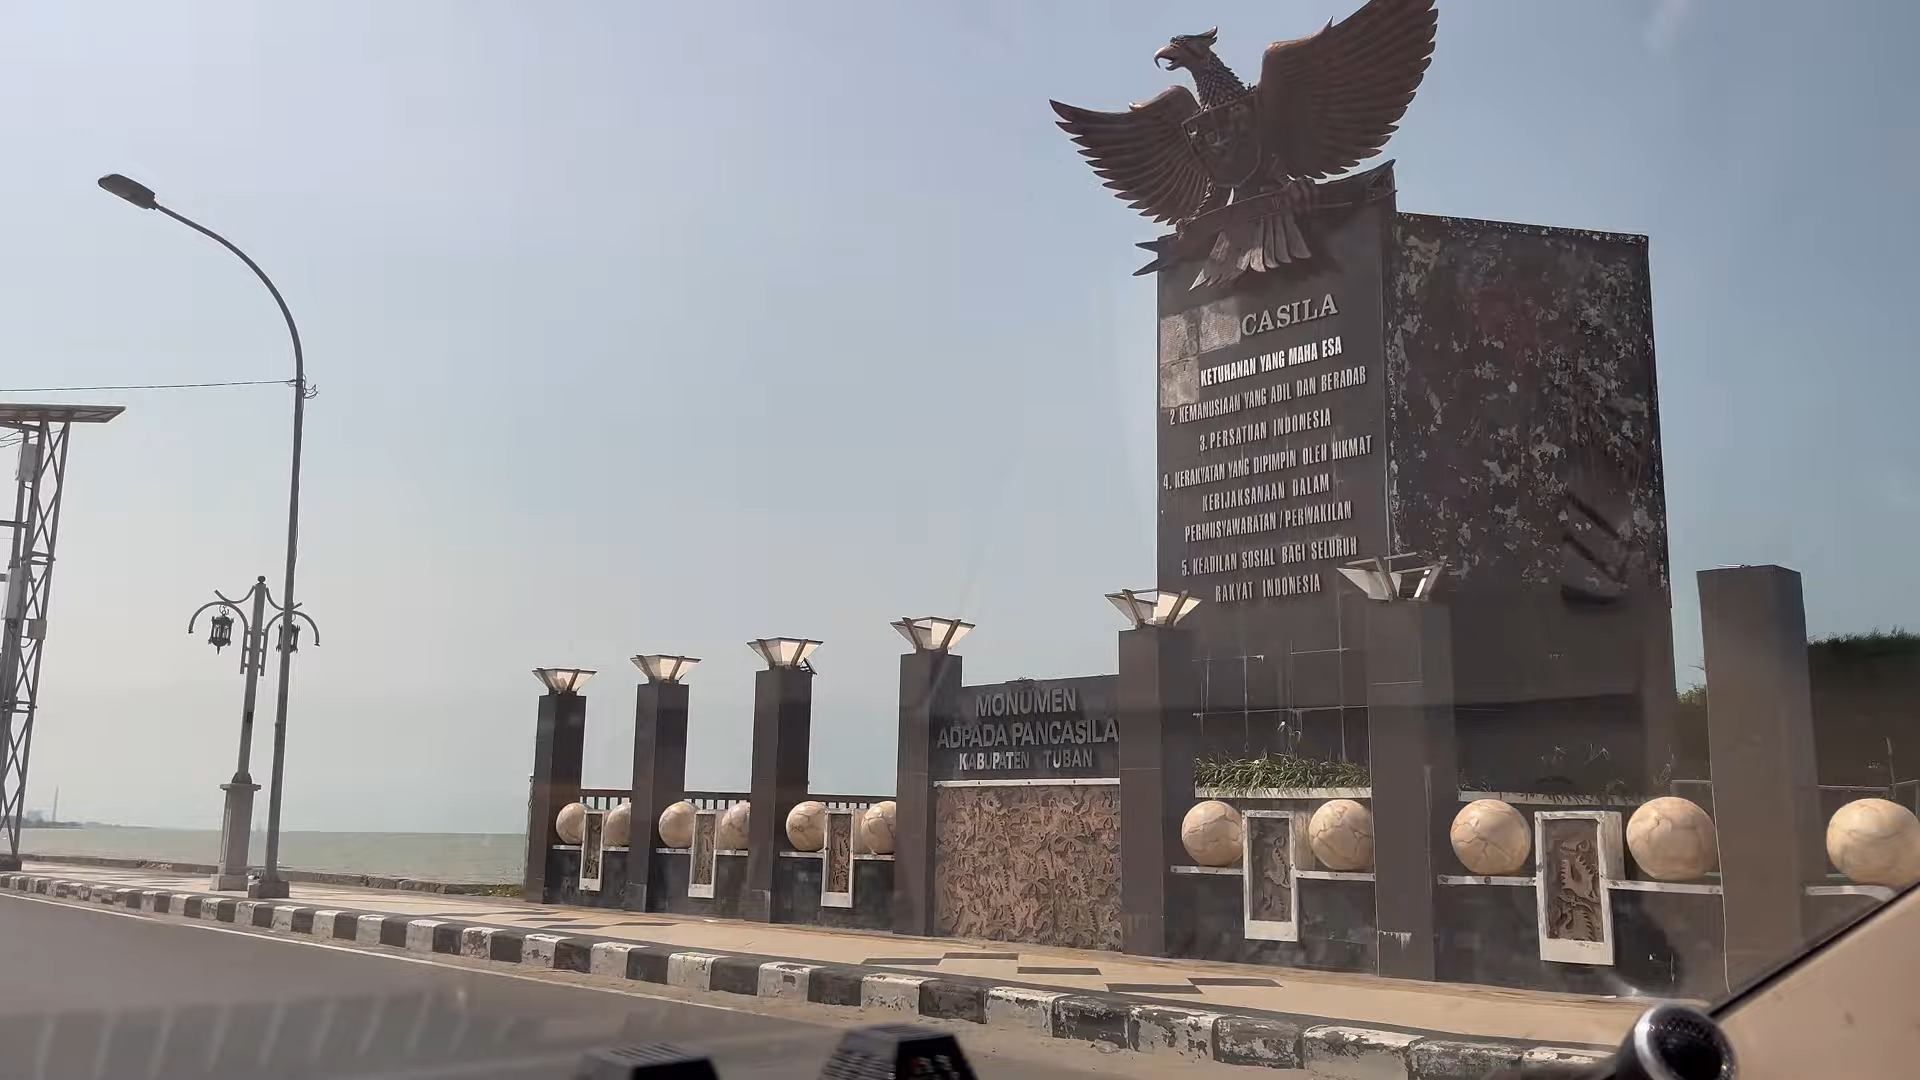 CASILA
KETUHANAN YANG MAHA ESA
2 KEMANUSIAAN YANG ADIL DAN BERADAB
3. PERSATUAN INDONESIA
4. KERAKYATAN YANG DIPIMPIN OLEH HIKMAT
KEBIJAKSANAAN DALAM
PERMUSYAWARATAN/PERWAKILAN
5. KEADILAN SOSIAL BAGI SELURUH
RAKYAT INDONESIA
MONUMEN
ADPADA PANCASILA
KABUPATEN TUBAN